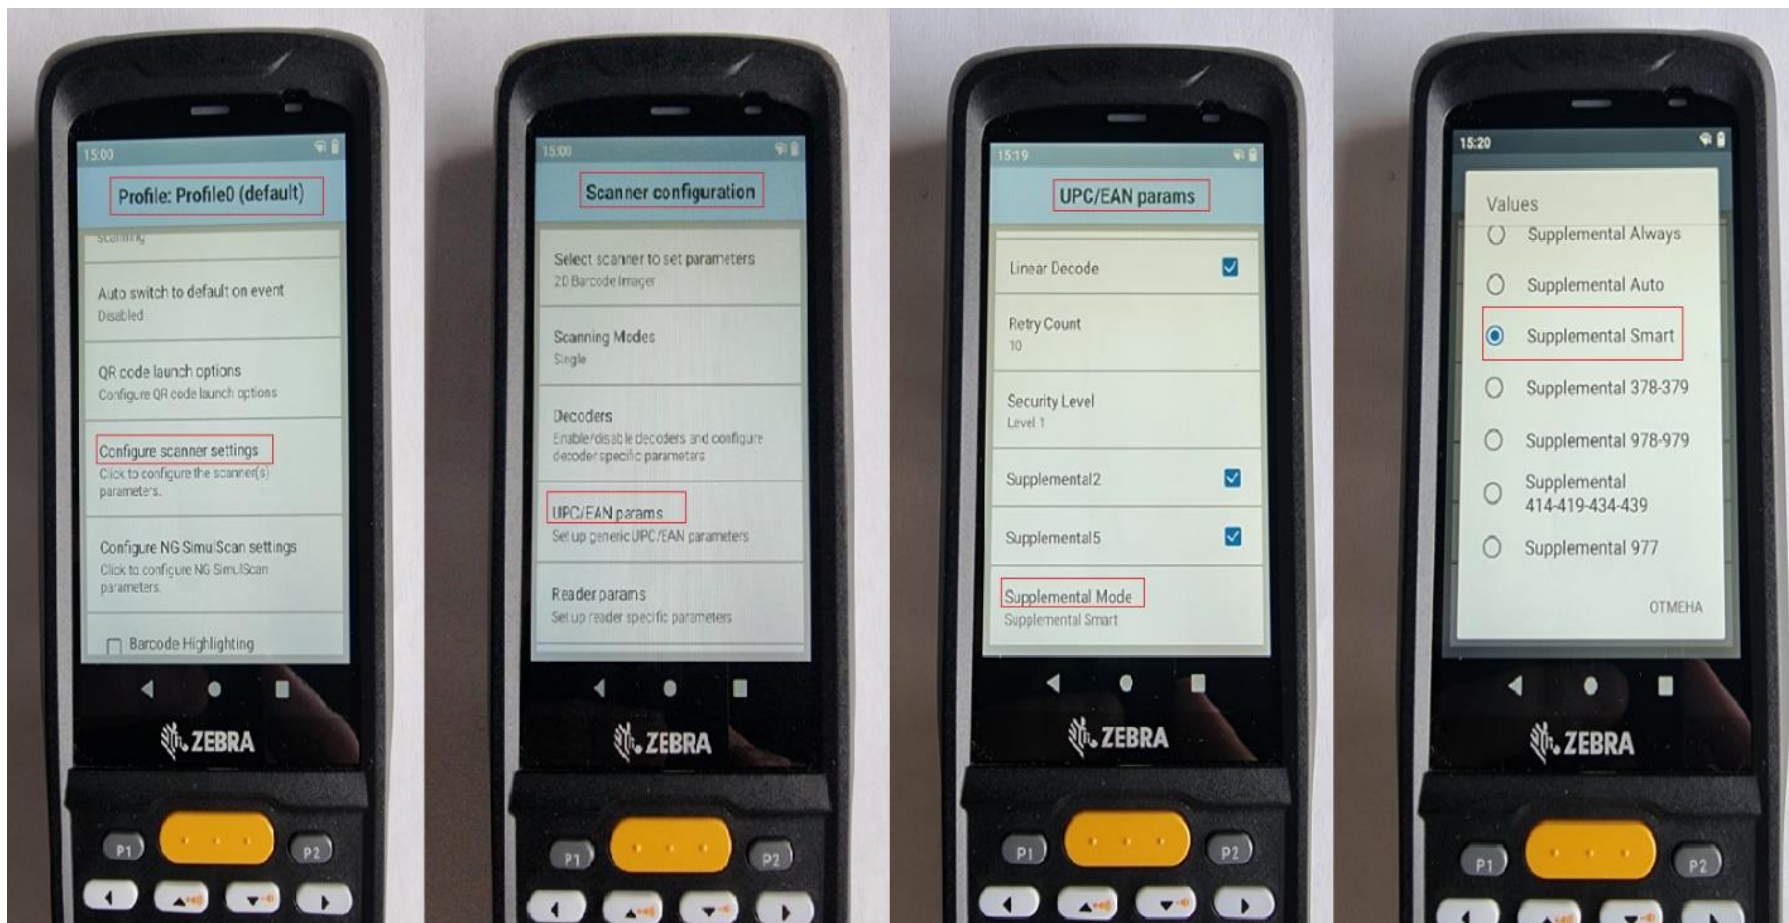 15:00
Profile: Profile0 (default)
Scanning
Auto switch to default on event
Disabled
QR code launch options
Configure QR code launch options
Configure scanner settings
Click to configure the scanner(s)
parameters.
Configure NG SimulScan settings
Click to configure NG SimulScan
parameters.
Barcode Highlighting
ZEBRA
P1
P2
15:00
Scanner configuration
Select scanner to set parameters
2D Barcode Imager
Scanning Modes
Single
Decoders
Enable/disable decoders and configure
decoder specific parameters
UPC/EAN params
Set up generic UPC/EAN parameters
Reader params
Set up reader specific parameters
ZEBRA
P1
P2
15:19
UPC/EAN params
Linear Decode
Retry Count
10
Security Level
Level 1
Supplemental2
Supplemental5
Supplemental Mode
Supplemental Smart
ZEBRA
P1
P2
15:20
Values
Supplemental Always
Supplemental Auto
Supplemental Smart
Supplemental 378-379
Supplemental 978-979
Supplemental
414-419-434-439
Supplemental 977
ОТМЕНА
ZEBRA
P1
P2